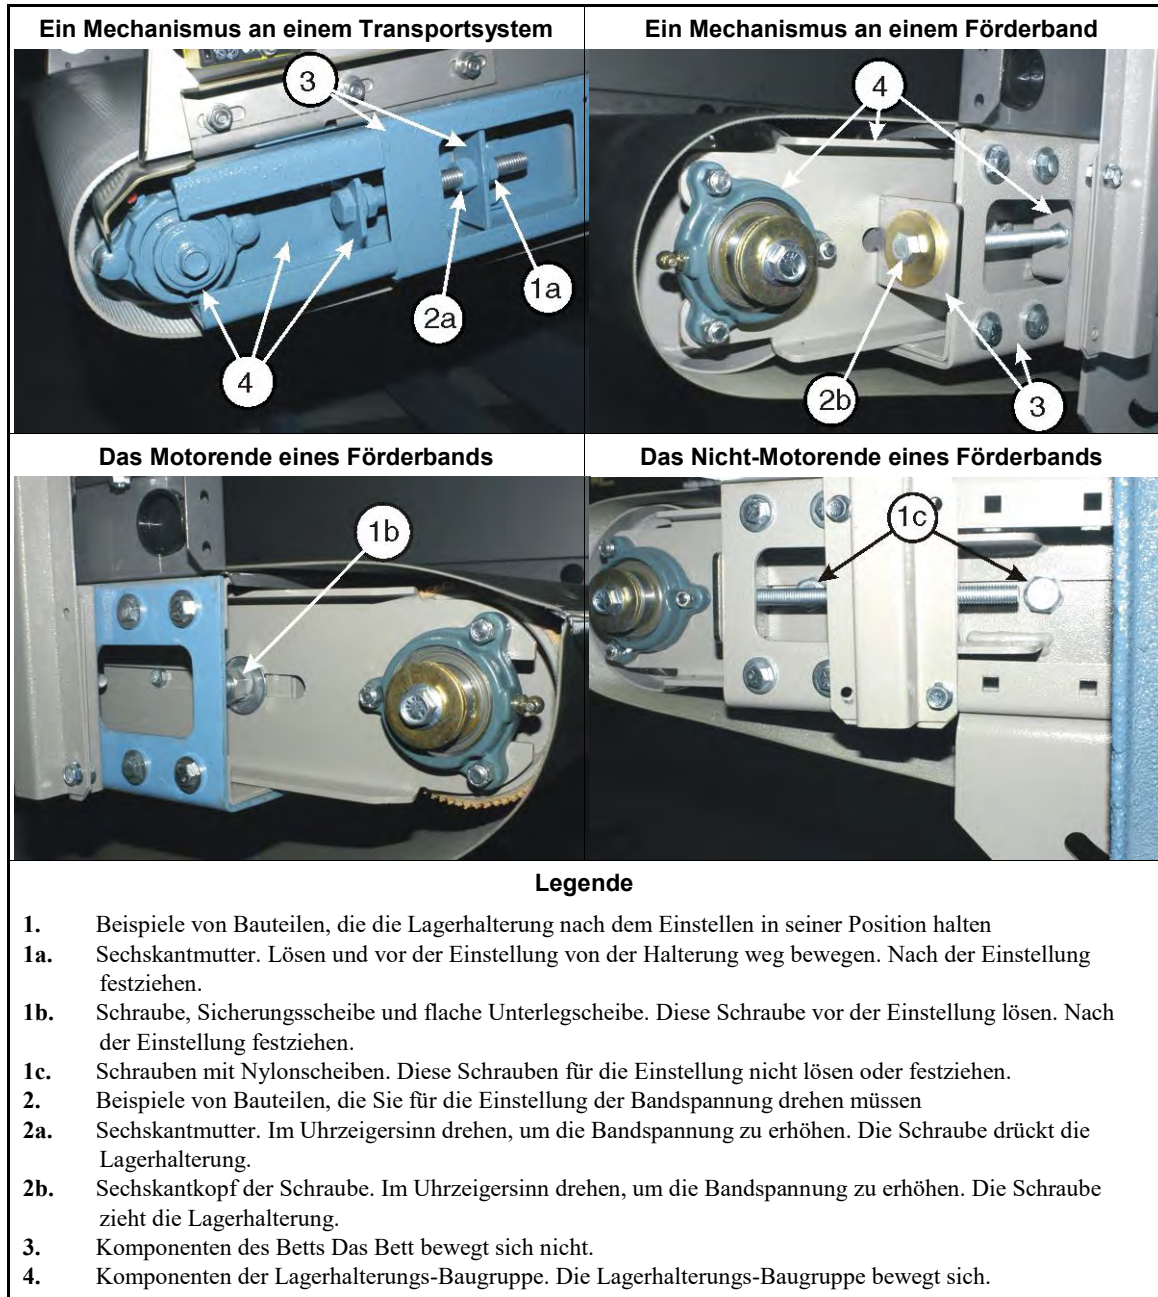 Ein Mechanismus an einem Transportsystem
Ein Mechanismus an einem Förderband
3
4
2a
1a
4
2b
3
Das Motorende eines Förderbands
Das Nicht-Motorende eines Förderbands
1b
1c
Legende
1. Beispiele von Bauteilen, die die Lagerhalterung nach dem Einstellen in seiner Position halten
1a. Sechskantmutter. Lösen und vor der Einstellung von der Halterung weg bewegen. Nach der Einstellung
festziehen.
1b. Schraube, Sicherungsscheibe und flache Unterlegscheibe. Diese Schraube vor der Einstellung lösen. Nach
der Einstellung festziehen.
1c. Schrauben mit Nylonscheiben. Diese Schrauben für die Einstellung nicht lösen oder festziehen.
2. Beispiele von Bauteilen, die Sie für die Einstellung der Bandspannung drehen müssen
2a. Sechskantmutter. Im Uhrzeigersinn drehen, um die Bandspannung zu erhöhen. Die Schraube drückt die
Lagerhalterung.
2b. Sechskantkopf der Schraube. Im Uhrzeigersinn drehen, um die Bandspannung zu erhöhen. Die Schraube
zieht die Lagerhalterung.
3. Komponenten des Betts Das Bett bewegt sich nicht.
4. Komponenten der Lagerhalterungs-Baugruppe. Die Lagerhalterungs-Baugruppe bewegt sich.